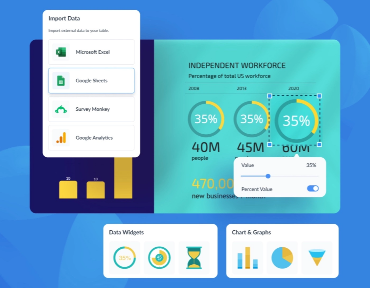 Import Data
Import external data to your table.
Microsoft Excel
Google Sheets
Survey Monkey
Google Analytics
INDEPENDENT WORKFORCE
Percentage of total US workforce
2008
2014
2020
35%
35%
35%
40M
45M
60M
people
470,00
new businesse
Value
35%
Percent Value
Data Widgets
35%
Chart & Graphs